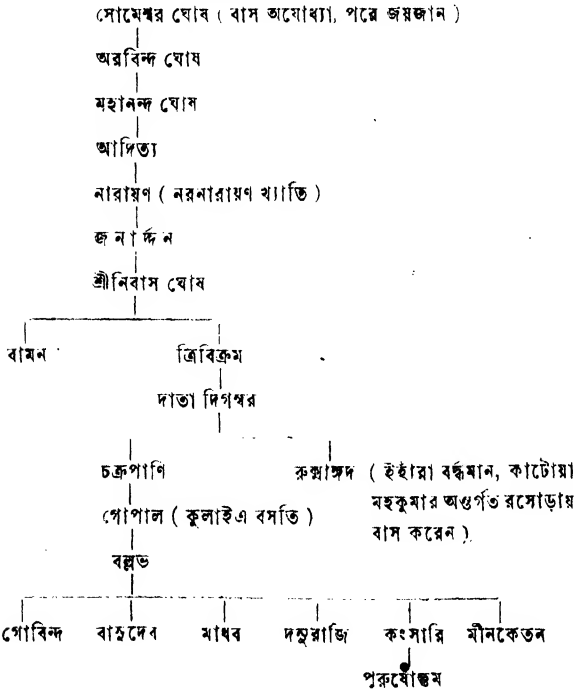 সোমেশ্বর ঘোষ ( বাস অযোধ্যা, পরে জয়জান )
অরবিন্দ ঘোষ
মহানন্দ ঘোষ
আদিত্য
নারায়ণ ( নরনারায়ণ খ্যাতি )
জনার্দ্দন
শ্রীনিবাস ঘোষ
বামন ত্রিবিক্রম
দাতা দিগম্বর
চক্রপাণি রুক্মাঙ্গদ ( ইহাঁরা বর্দ্ধমান, কাটোয়া
মহকুমার অন্তর্গত রসোড়ায়
গোপাল ( কুলাইএ বসতি )
বাস করেন )
বল্লভ
গোবিন্দ বাসুদেব মাধব দনুরাজি কংসারি মীনকেতন
পুরুষোত্তম